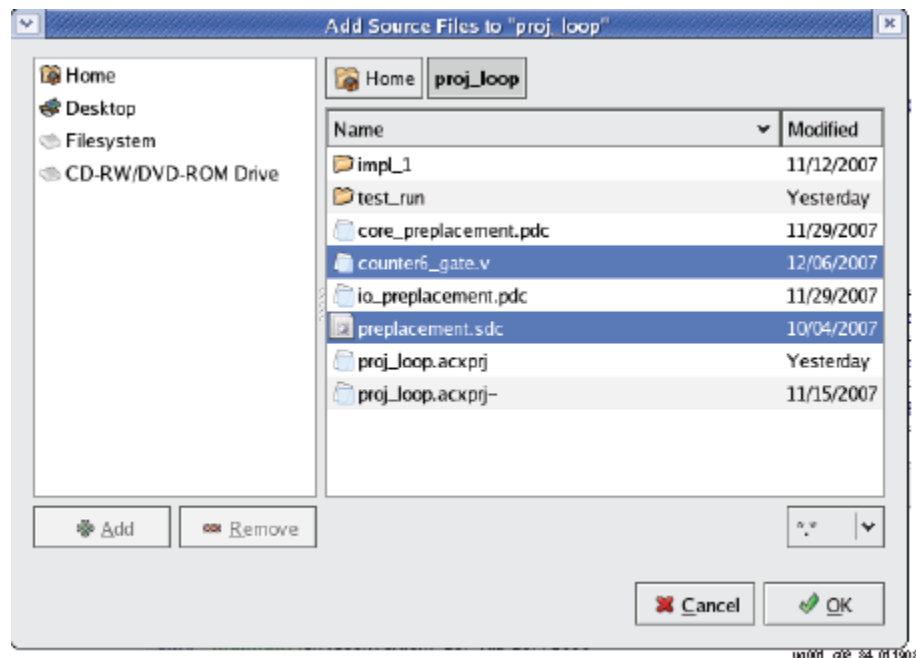 Add Source Files to "proj_loop"
Home
Desktop
Filesystem
CD-RW/DVD-ROM Drive
Home proj_loop
Name Modified
impl_1 11/12/2007
test_run Yesterday
core_preplacement.pdc 11/29/2007
counter6_gate.v 12/06/2007
io_preplacement.pdc 11/29/2007
preplacement.sdc 10/04/2007
proj_loop.acxprj Yesterday
proj_loop.acxprj~ 11/15/2007
Add Remove
*.*
Cancel OK